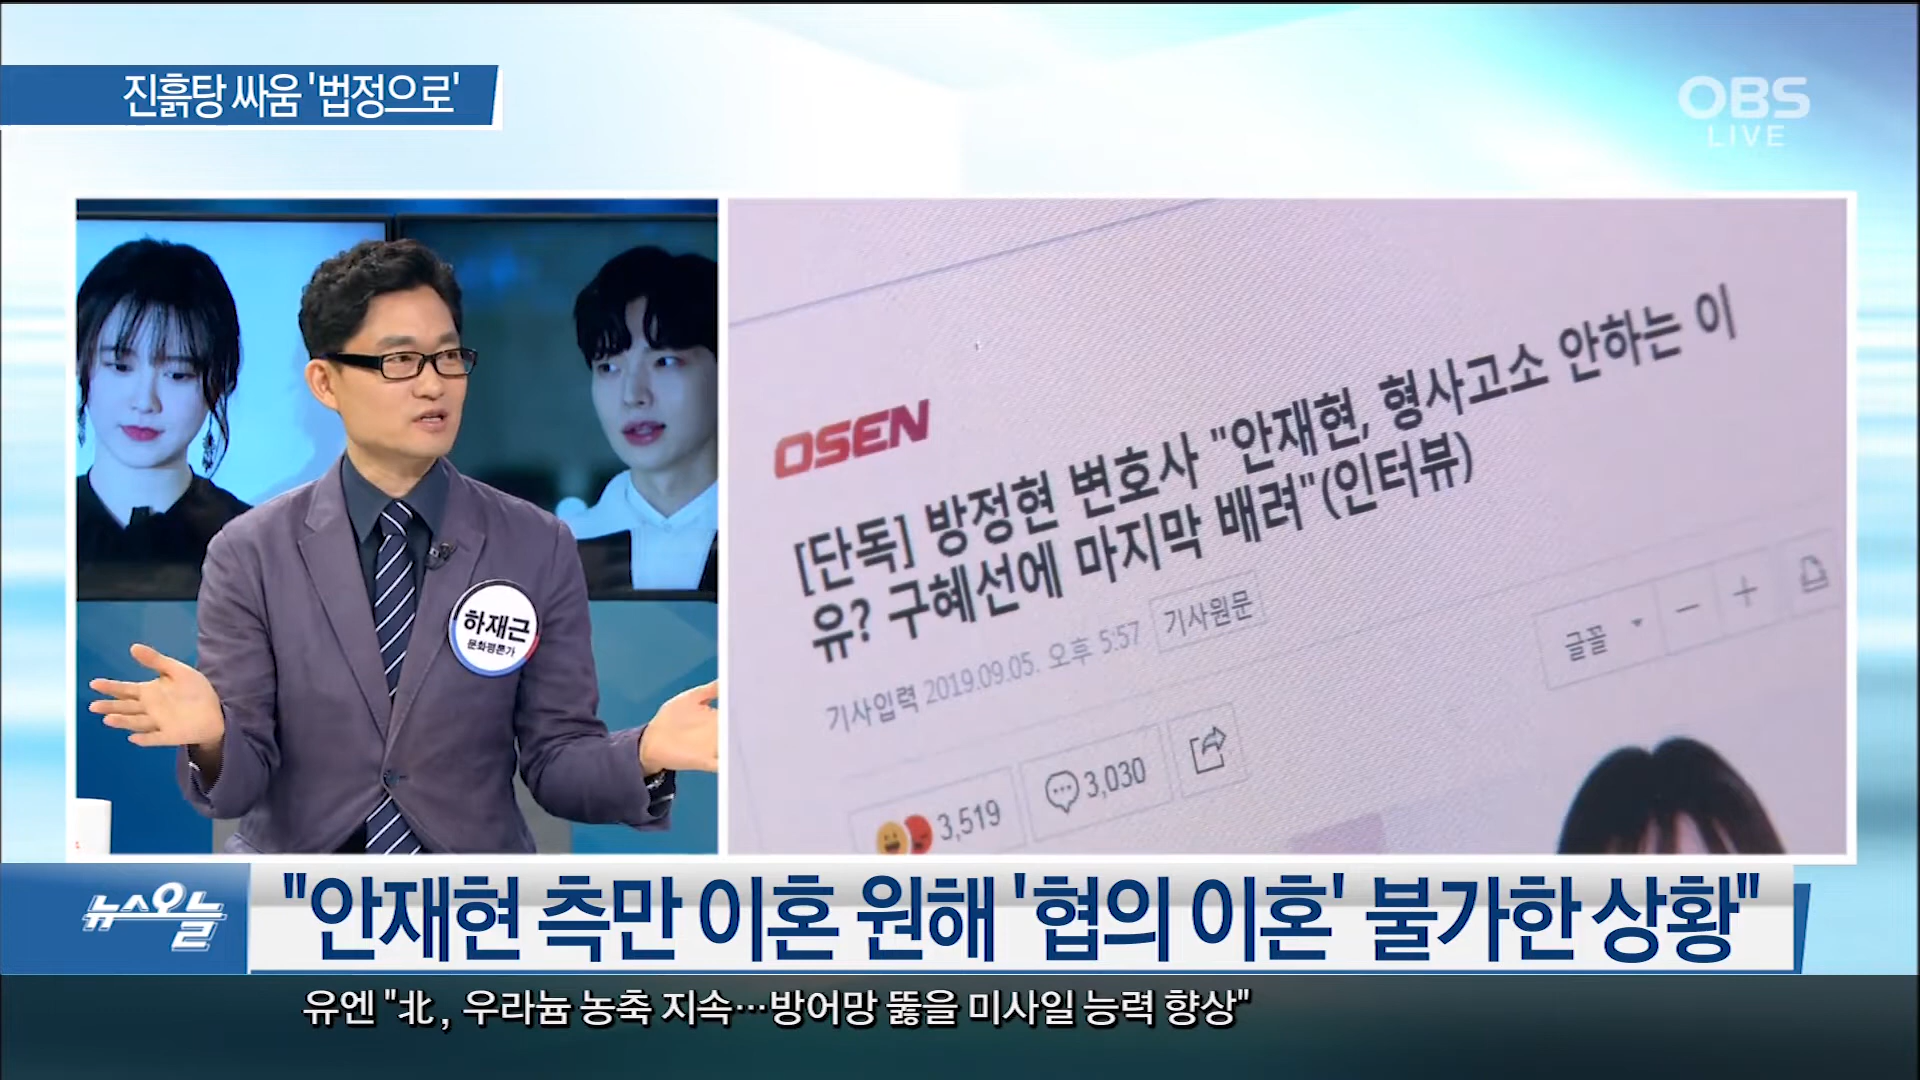 진흙탕 싸움 '법정으로'
OBS
LIVE
하재근
문화평론가
OSEN
[단독] 방정현 변호사 "안재현, 형사고소 안하는 이
유? 구혜선에 마지막 배려"(인터뷰)
기사입력 2019.09.05. 오후 5:57 기사원문
글꼴
3,519
3,030
뉴스오늘
"안재현 측만 이혼 원해 '협의 이혼' 불가한 상황"
유엔 "北, 우라늄 농축 지속…방어망 뚫을 미사일 능력 향상"